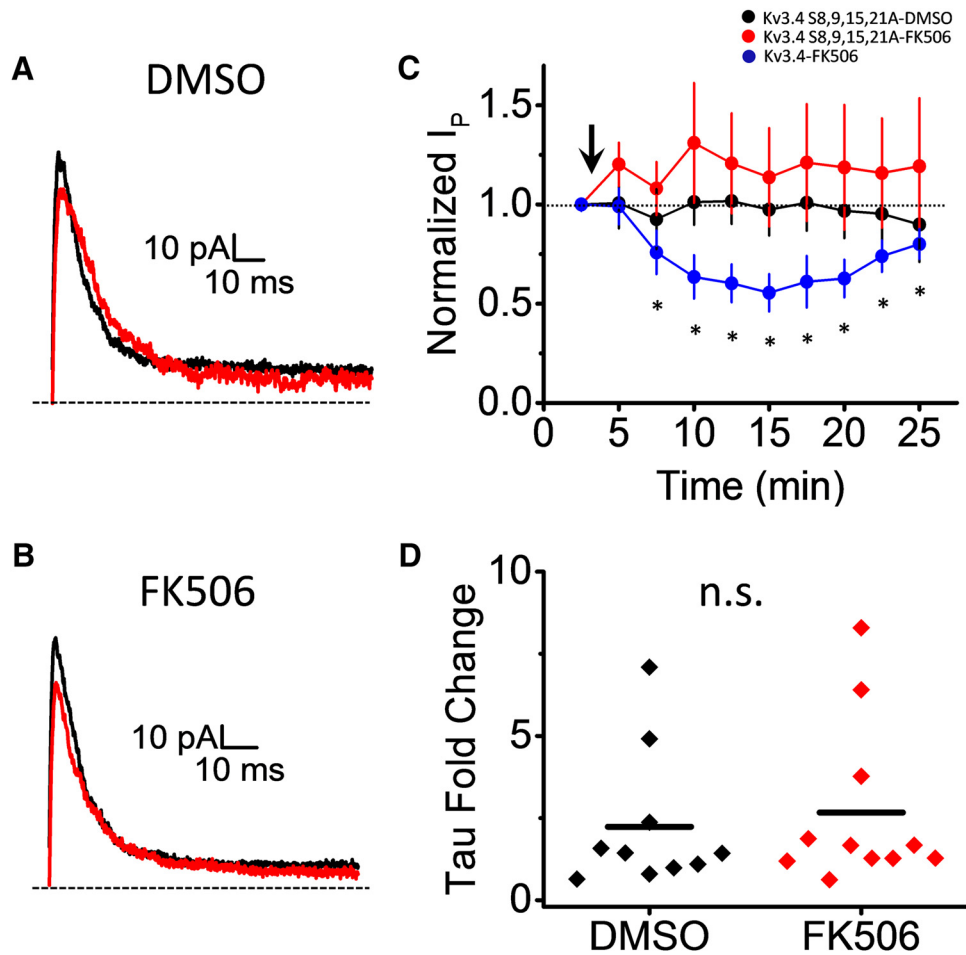 A
DMSO
10 pA
10 ms
B
FK506
10 pA
10 ms
C
Kv3.4 S8,9,15,21A-DMSO
Kv3.4 S8,9,15,21A-FK506
Kv3.4-FK506
Normalized I_P
1.5
1.0
0.5
0.0
* * * * * * * *
0 5 10 15 20 25
Time (min)
D
n.s.
Tau Fold Change
10
5
0
DMSO FK506